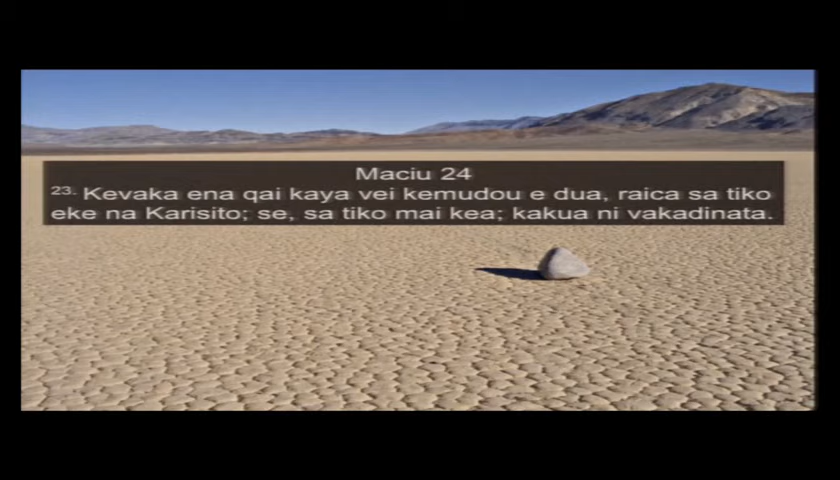 Maciu 24
23. Kevaka ena qai kaya vei kemudou e dua, raica sa tiko
eke na Karisito; se, sa tiko mai kea; kakua ni vakadinata.